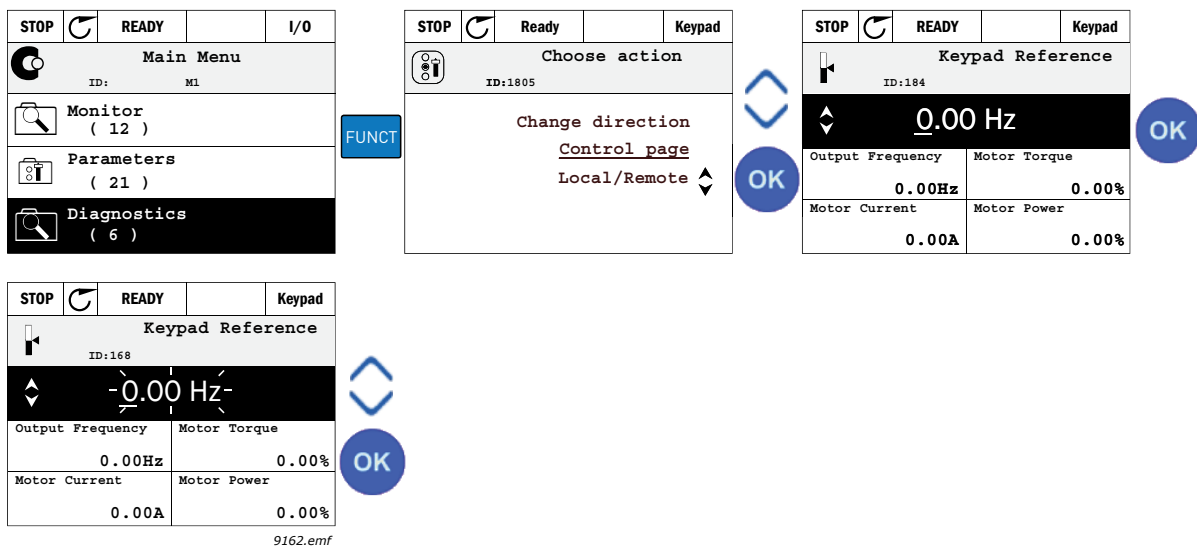 STOP READY I/O
Main Menu
ID: M1
Monitor
( 12 )
Parameters
( 21 )
Diagnostics
( 6 )
FUNCT
STOP Ready Keypad
Choose action
ID:1805
Change direction
Control page
Local/Remote
OK
STOP READY Keypad
Keypad Reference
ID:184
0.00 Hz
Output Frequency Motor Torque
0.00Hz 0.00%
Motor Current Motor Power
0.00A 0.00%
OK
STOP READY Keypad
Keypad Reference
ID:168
0.00 Hz
Output Frequency Motor Torque
0.00Hz 0.00%
Motor Current Motor Power
0.00A 0.00%
OK
9162.emf